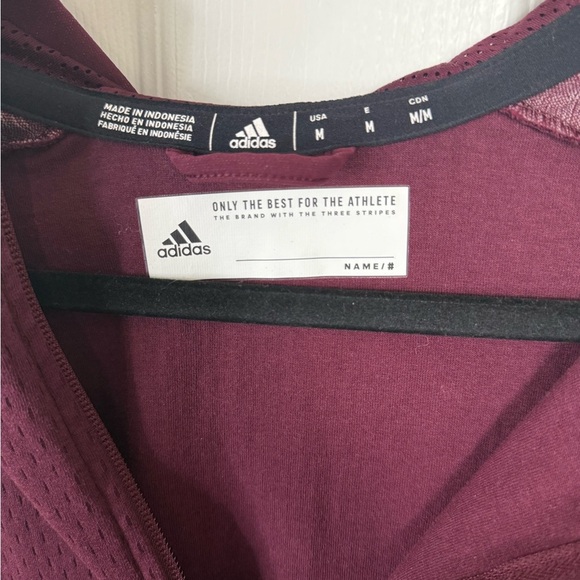 MADE IN INDONESIA
HECHO EN INDONESIA
FABRIQUÉ EN INDONÉSIE
adidas
USA
M
E
M
CDN
M/M
ONLY THE BEST FOR THE ATHLETE
THE BRAND WITH THE THREE STRIPES
adidas
NAME/#